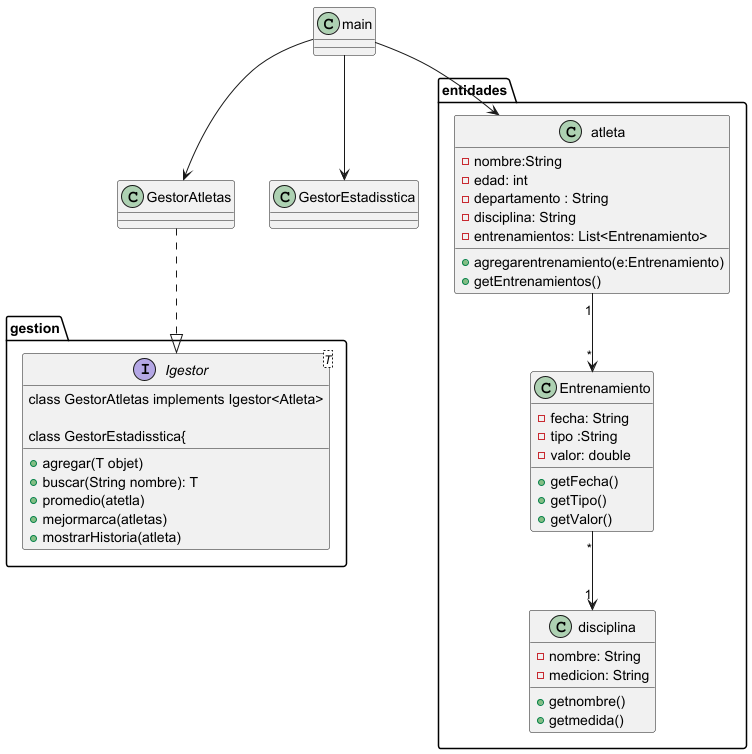 C main
entidades
C GestorAtletas
C GestorEstadisstica
C atleta
nombre:String
edad: int
departamento : String
disciplina: String
entrenamientos: List<Entrenamiento>
agregarentrenamiento(e:Entrenamiento)
getEntrenamientos()
1
*
gestion
I Igestor
T
class GestorAtletas implements Igestor<Atleta>
class GestorEstadisstica{
agregar(T objet)
buscar(String nombre): T
promedio(atetla)
mejormarca(atletas)
mostrarHistoria(atleta)
C Entrenamiento
fecha: String
tipo :String
valor: double
getFecha()
getTipo()
getValor()
*
1
C disciplina
nombre: String
medicion: String
getnombre()
getmedida()